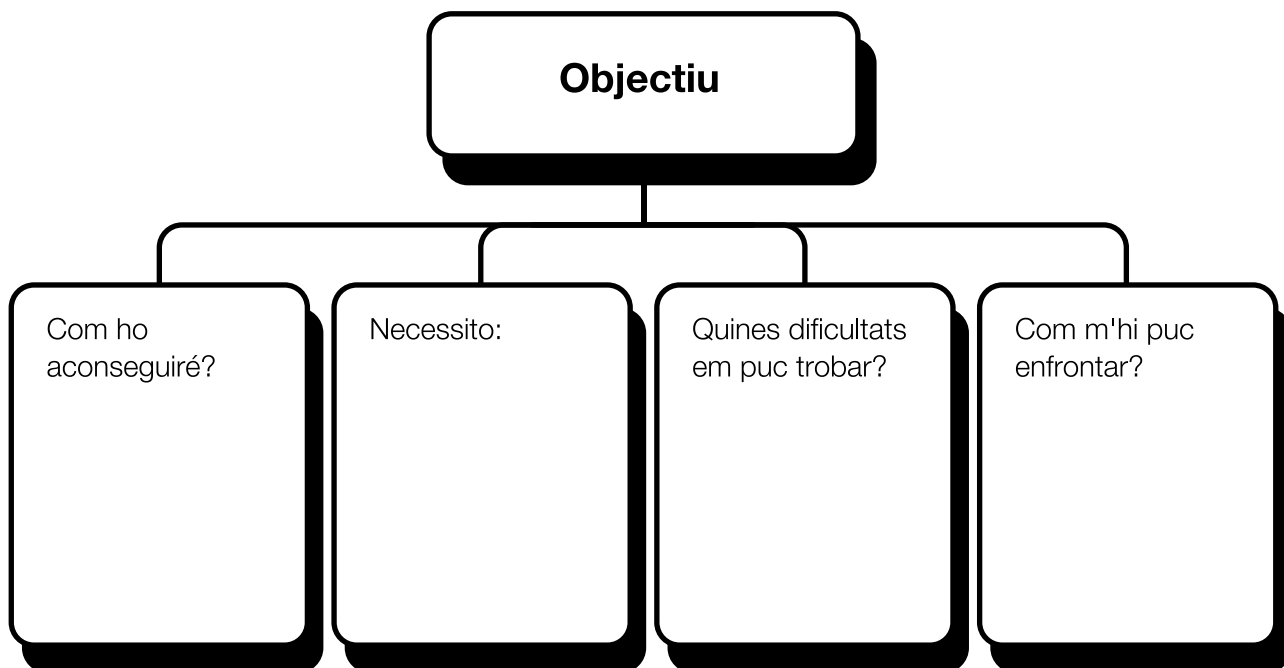 Objectiu
Com ho
aconseguiré?
Necessito:
Quines dificultats
em puc trobar?
Com m'hi puc
enfrontar?